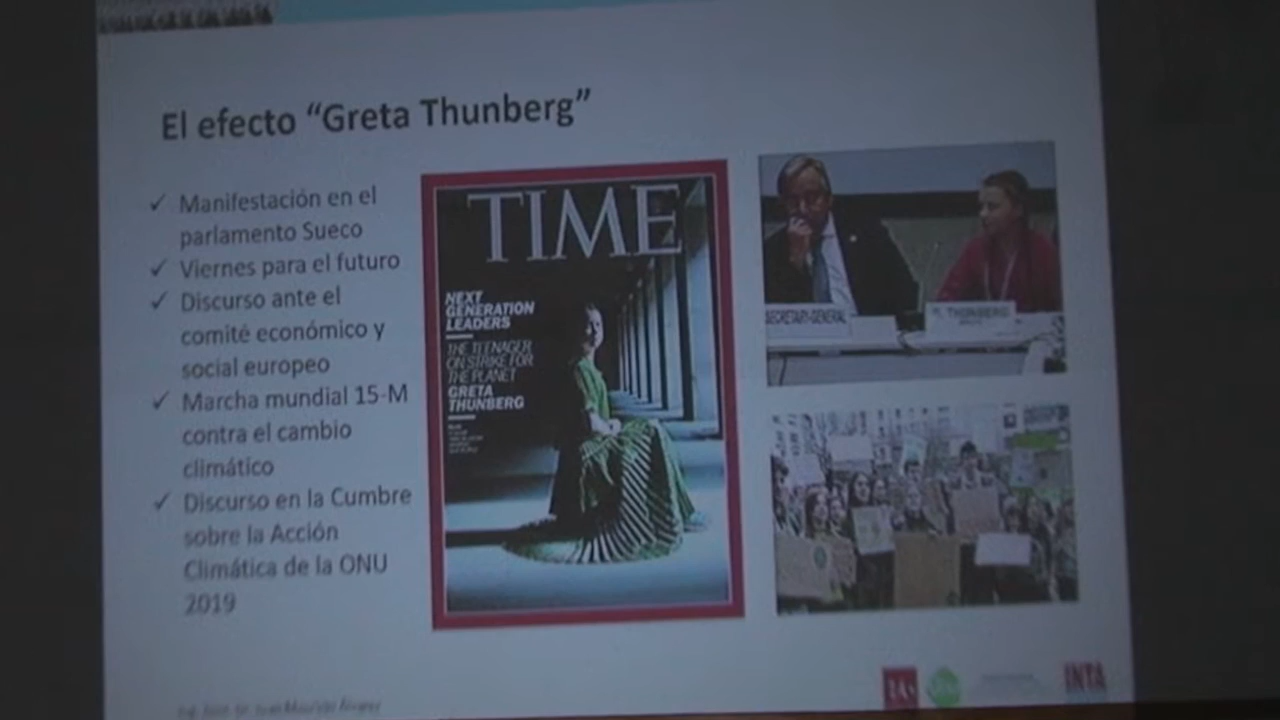 El efecto “Greta Thunberg”
✓ Manifestación en el
parlamento Sueco
✓ Viernes para el futuro
✓ Discurso ante el
comité económico y
social europeo
✓ Marcha mundial 15-M
contra el cambio
climático
✓ Discurso en la Cumbre
sobre la Acción
Climática de la ONU
2019
TIME
NEXT
GENERATION
LEADERS
THE TEENAGER
ON STRIKE FOR
THE PLANET
GRETA
THUNBERG
SECRETARY-GENERAL
THUNBERG
INTA